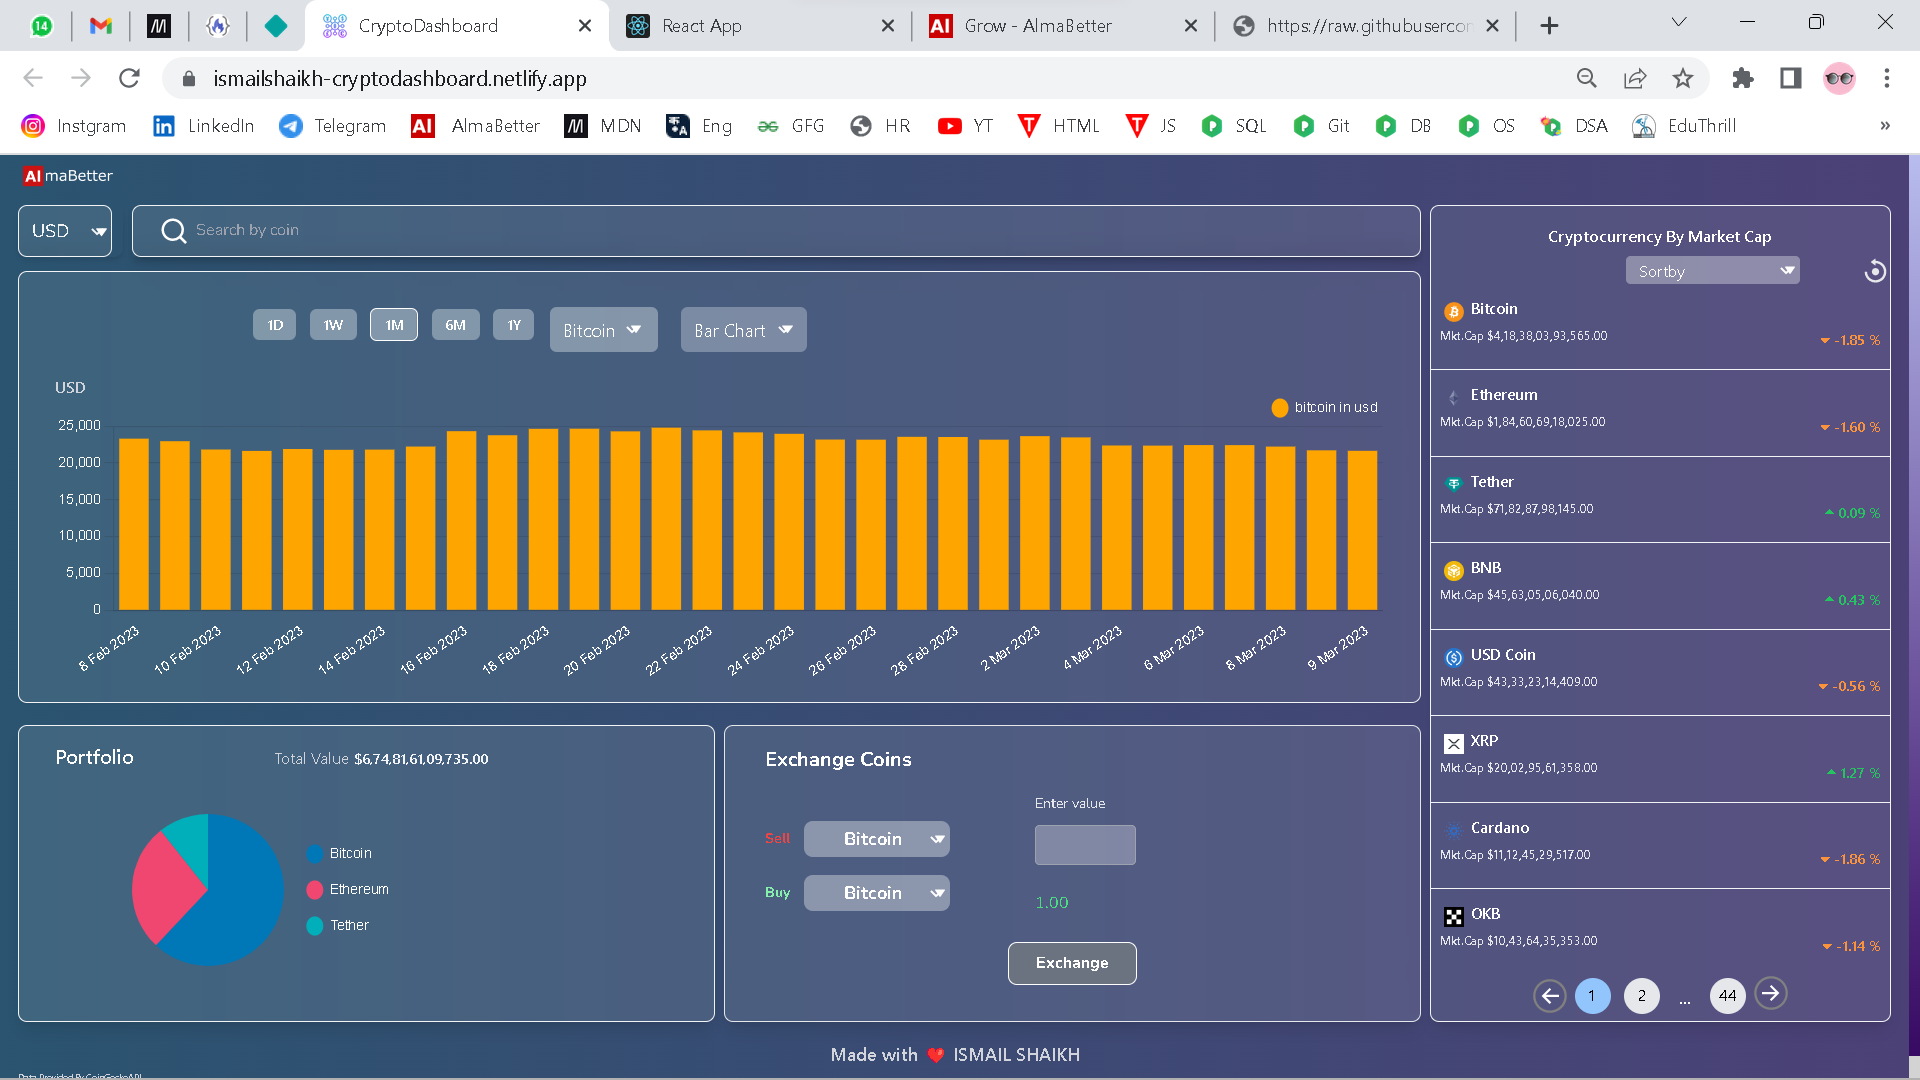 14
CryptoDashboard
React App
AI
Grow - AlmaBetter
https://raw.githubusercon
ismailshaikh-cryptodashboard.netlify.app
Instgram
LinkedIn
Telegram
AI AlmaBetter
MDN
Eng
GFG
HR
YT
HTML
JS
SQL
Git
DB
OS
DSA
EduThrill
»
AlmaBetter
USD
Search by coin
1D
1W
1M
6M
1Y
Bitcoin
Bar Chart
USD
bitcoin in usd
25,000
20,000
15,000
10,000
5,000
0
8 Feb 2023
10 Feb 2023
12 Feb 2023
14 Feb 2023
16 Feb 2023
18 Feb 2023
20 Feb 2023
22 Feb 2023
24 Feb 2023
26 Feb 2023
28 Feb 2023
2 Mar 2023
4 Mar 2023
6 Mar 2023
8 Mar 2023
9 Mar 2023
Portfolio
Total Value $6,74,81,61,09,735.00
Bitcoin
Ethereum
Tether
Exchange Coins
Enter value
Sell Bitcoin
Buy Bitcoin
1.00
Exchange
Cryptocurrency By Market Cap
Sortby
Bitcoin
Mkt.Cap $4,18,38,03,93,565.00
-1.85 %
Ethereum
Mkt.Cap $1,84,60,69,18,025.00
-1.60 %
Tether
Mkt.Cap $71,82,87,98,145.00
0.09 %
BNB
Mkt.Cap $45,63,05,06,040.00
0.43 %
USD Coin
Mkt.Cap $43,33,23,14,409.00
-0.56 %
XRP
Mkt.Cap $20,02,95,61,358.00
1.27 %
Cardano
Mkt.Cap $11,12,45,29,517.00
-1.86 %
OKB
Mkt.Cap $10,43,64,35,353.00
-1.14 %
1
2
...
44
Made with ❤️ ISMAIL SHAIKH
Data Provided By CoinGeckoAPI